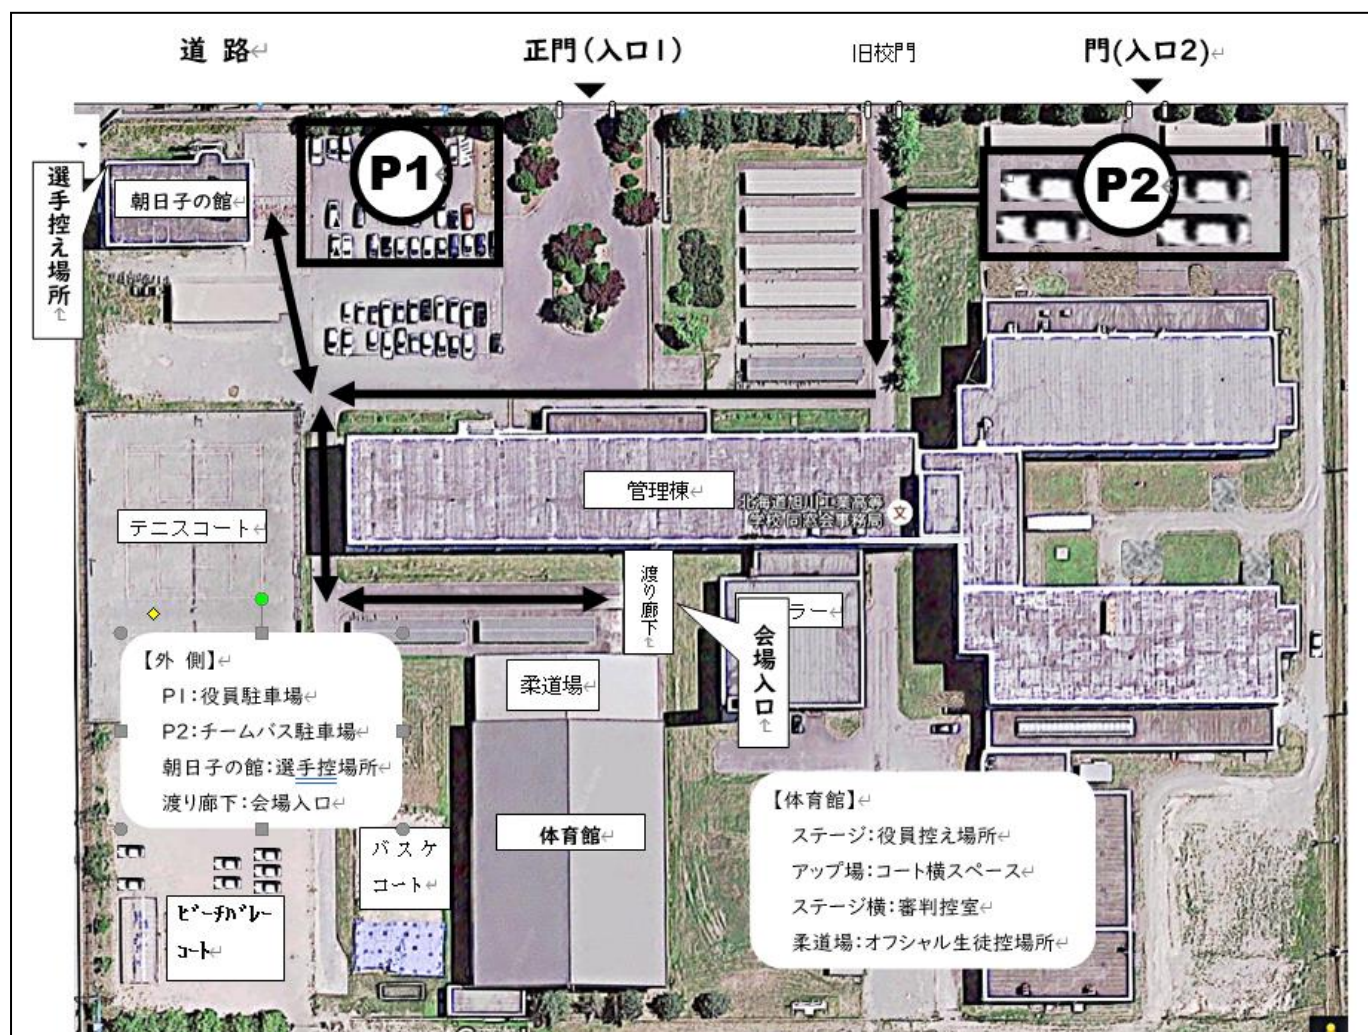 道 路
正門(入口1)
旧校門
門(入口2)
P1
P2
選手控え場所
朝日子の館
管理棟
北海道旭川工業高等
学校 同窓会事務局
文
テニスコート
渡り廊下
会場入口
ラー
柔道場
【外 側】
P1:役員駐車場
P2:チームバス駐車場
朝日子の館:選手控場所
渡り廊下:会場入口
体育館
バスケ
コート
ビーチバレー
コート
【体育館】
ステージ:役員控え場所
アップ場:コート横スペース
ステージ横:審判控室
柔道場:オフシャル生徒控場所